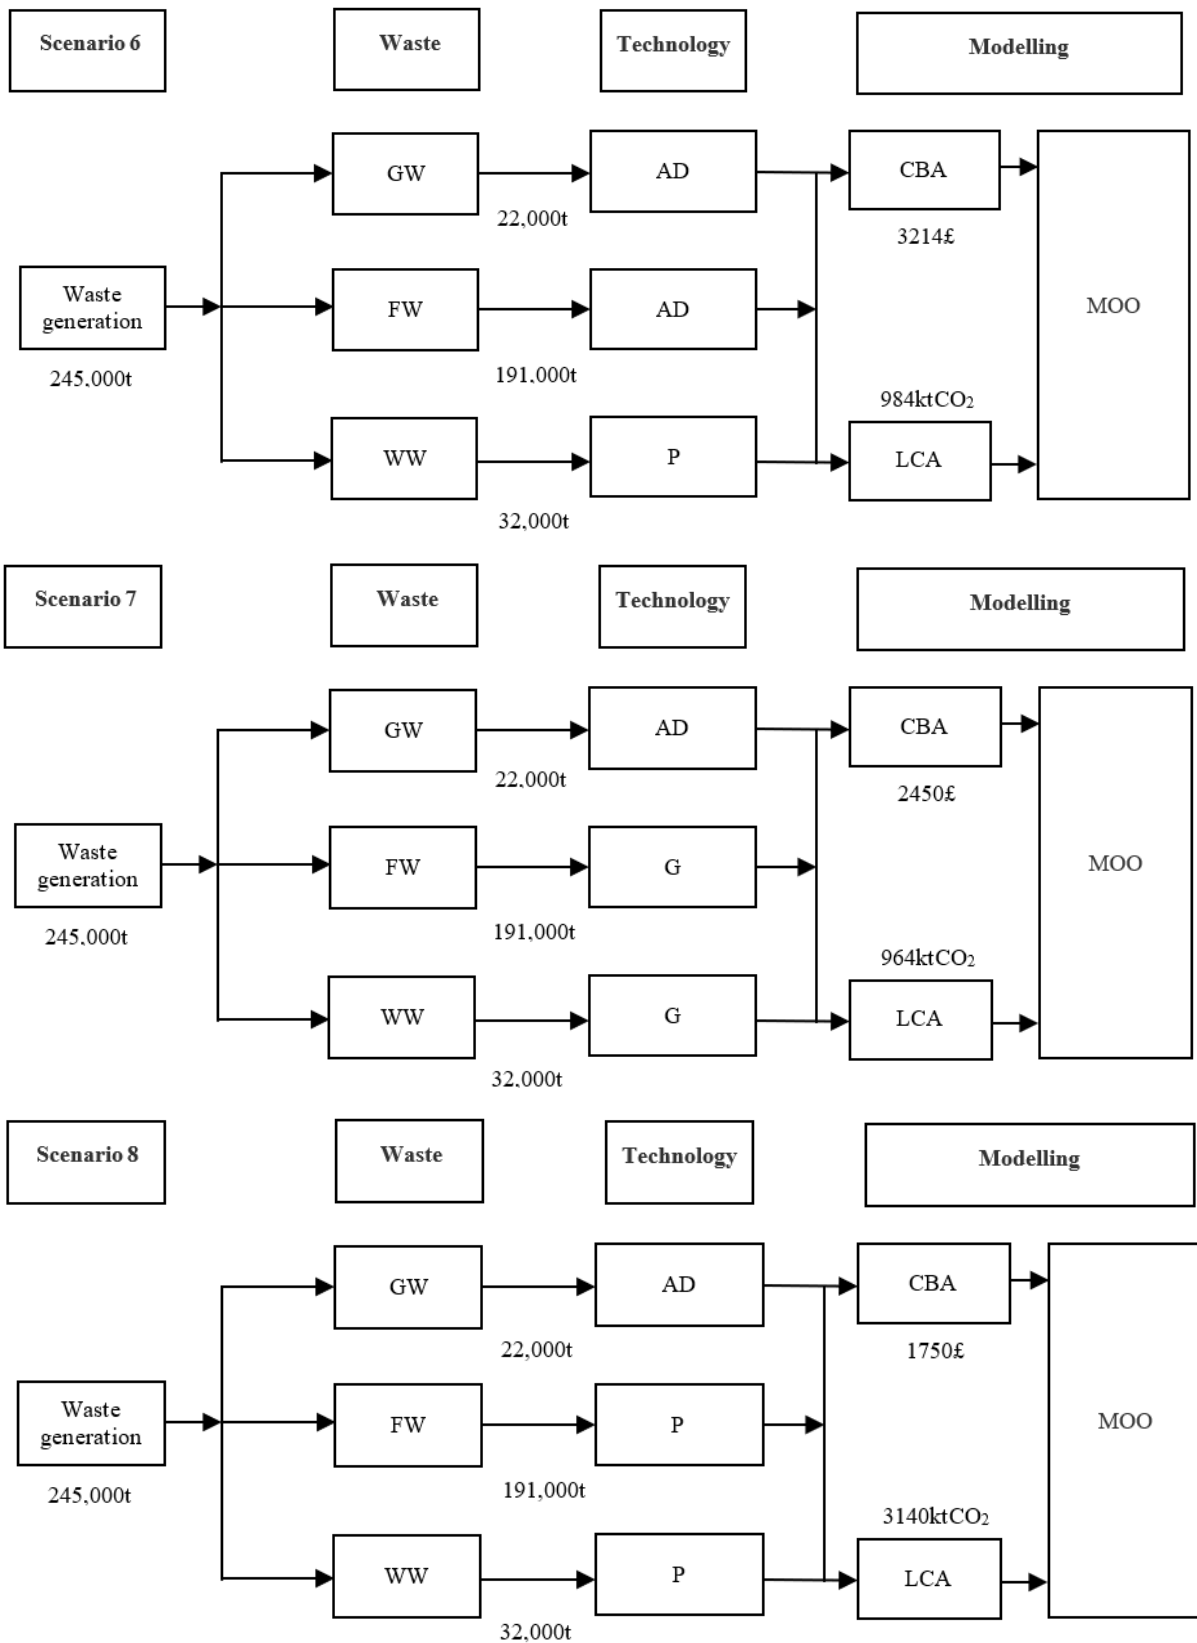 Scenario 6
Waste
Technology
Modelling
GW
22,000t
AD
CBA
3214£
Waste
generation
245,000t
FW
191,000t
AD
MOO
984ktCO₂
WW
32,000t
P
LCA
Scenario 7
Waste
Technology
Modelling
GW
22,000t
AD
CBA
2450£
Waste
generation
245,000t
FW
191,000t
G
MOO
964ktCO₂
WW
32,000t
G
LCA
Scenario 8
Waste
Technology
Modelling
GW
22,000t
AD
CBA
1750£
Waste
generation
245,000t
FW
191,000t
P
MOO
3140ktCO₂
WW
32,000t
P
LCA